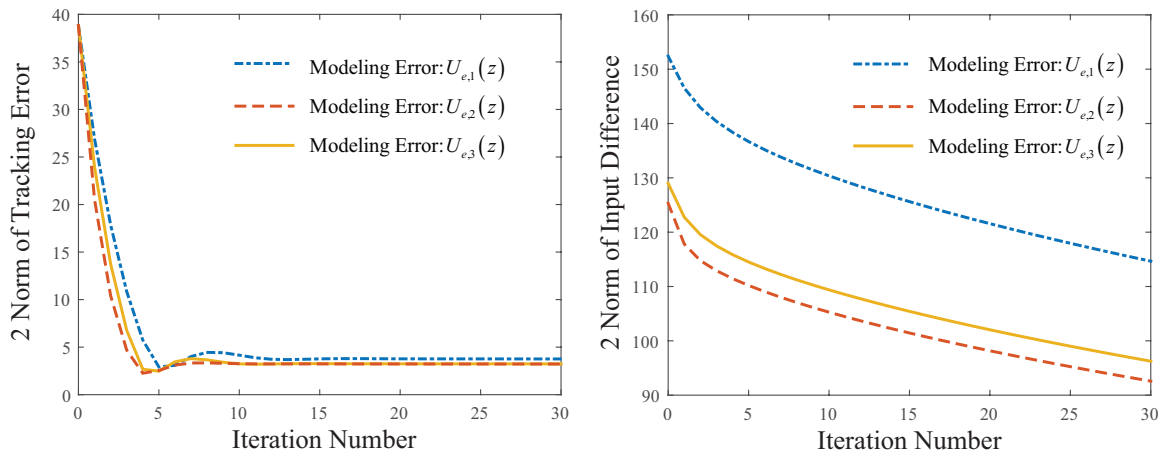 2 Norm of Tracking Error
40
35
30
25
20
15
10
5
0
Modeling Error: U_{e,1}(z)
Modeling Error: U_{e,2}(z)
Modeling Error: U_{e,3}(z)
0 5 10 15 20 25 30
Iteration Number
2 Norm of Input Difference
160
150
140
130
120
110
100
90
Modeling Error: U_{e,1}(z)
Modeling Error: U_{e,2}(z)
Modeling Error: U_{e,3}(z)
0 5 10 15 20 25 30
Iteration Number